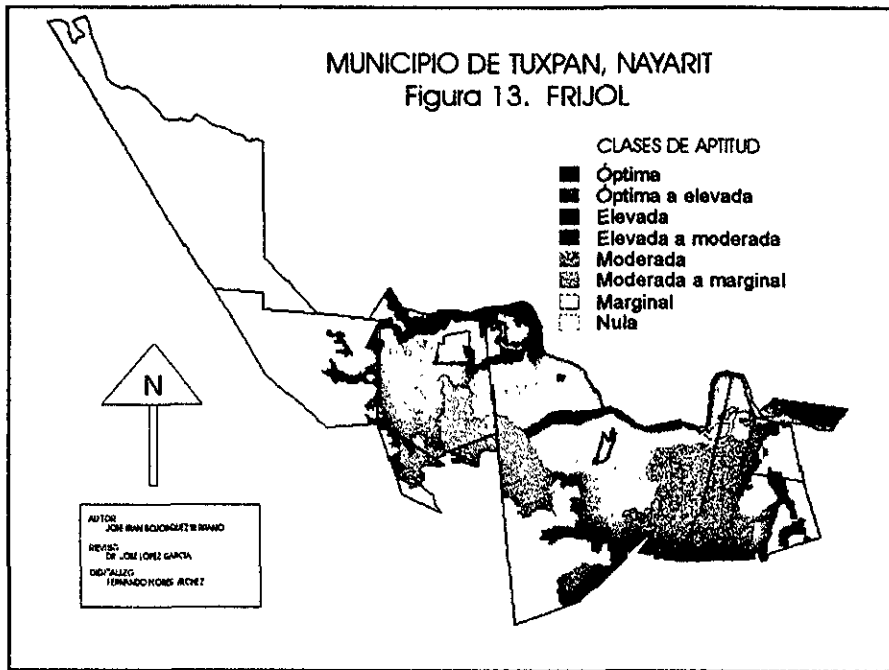 MUNICIPIO DE TUXPAN, NAYARIT
Figura 13. FRIJOL
CLASES DE APTITUD
Óptima
Óptima a elevada
Elevada
Elevada a moderada
Moderada
Moderada a marginal
Marginal
Nula
N
AUTOR
REVISO
DR. JOSE LOPEZ GARCIA
FERNANDO